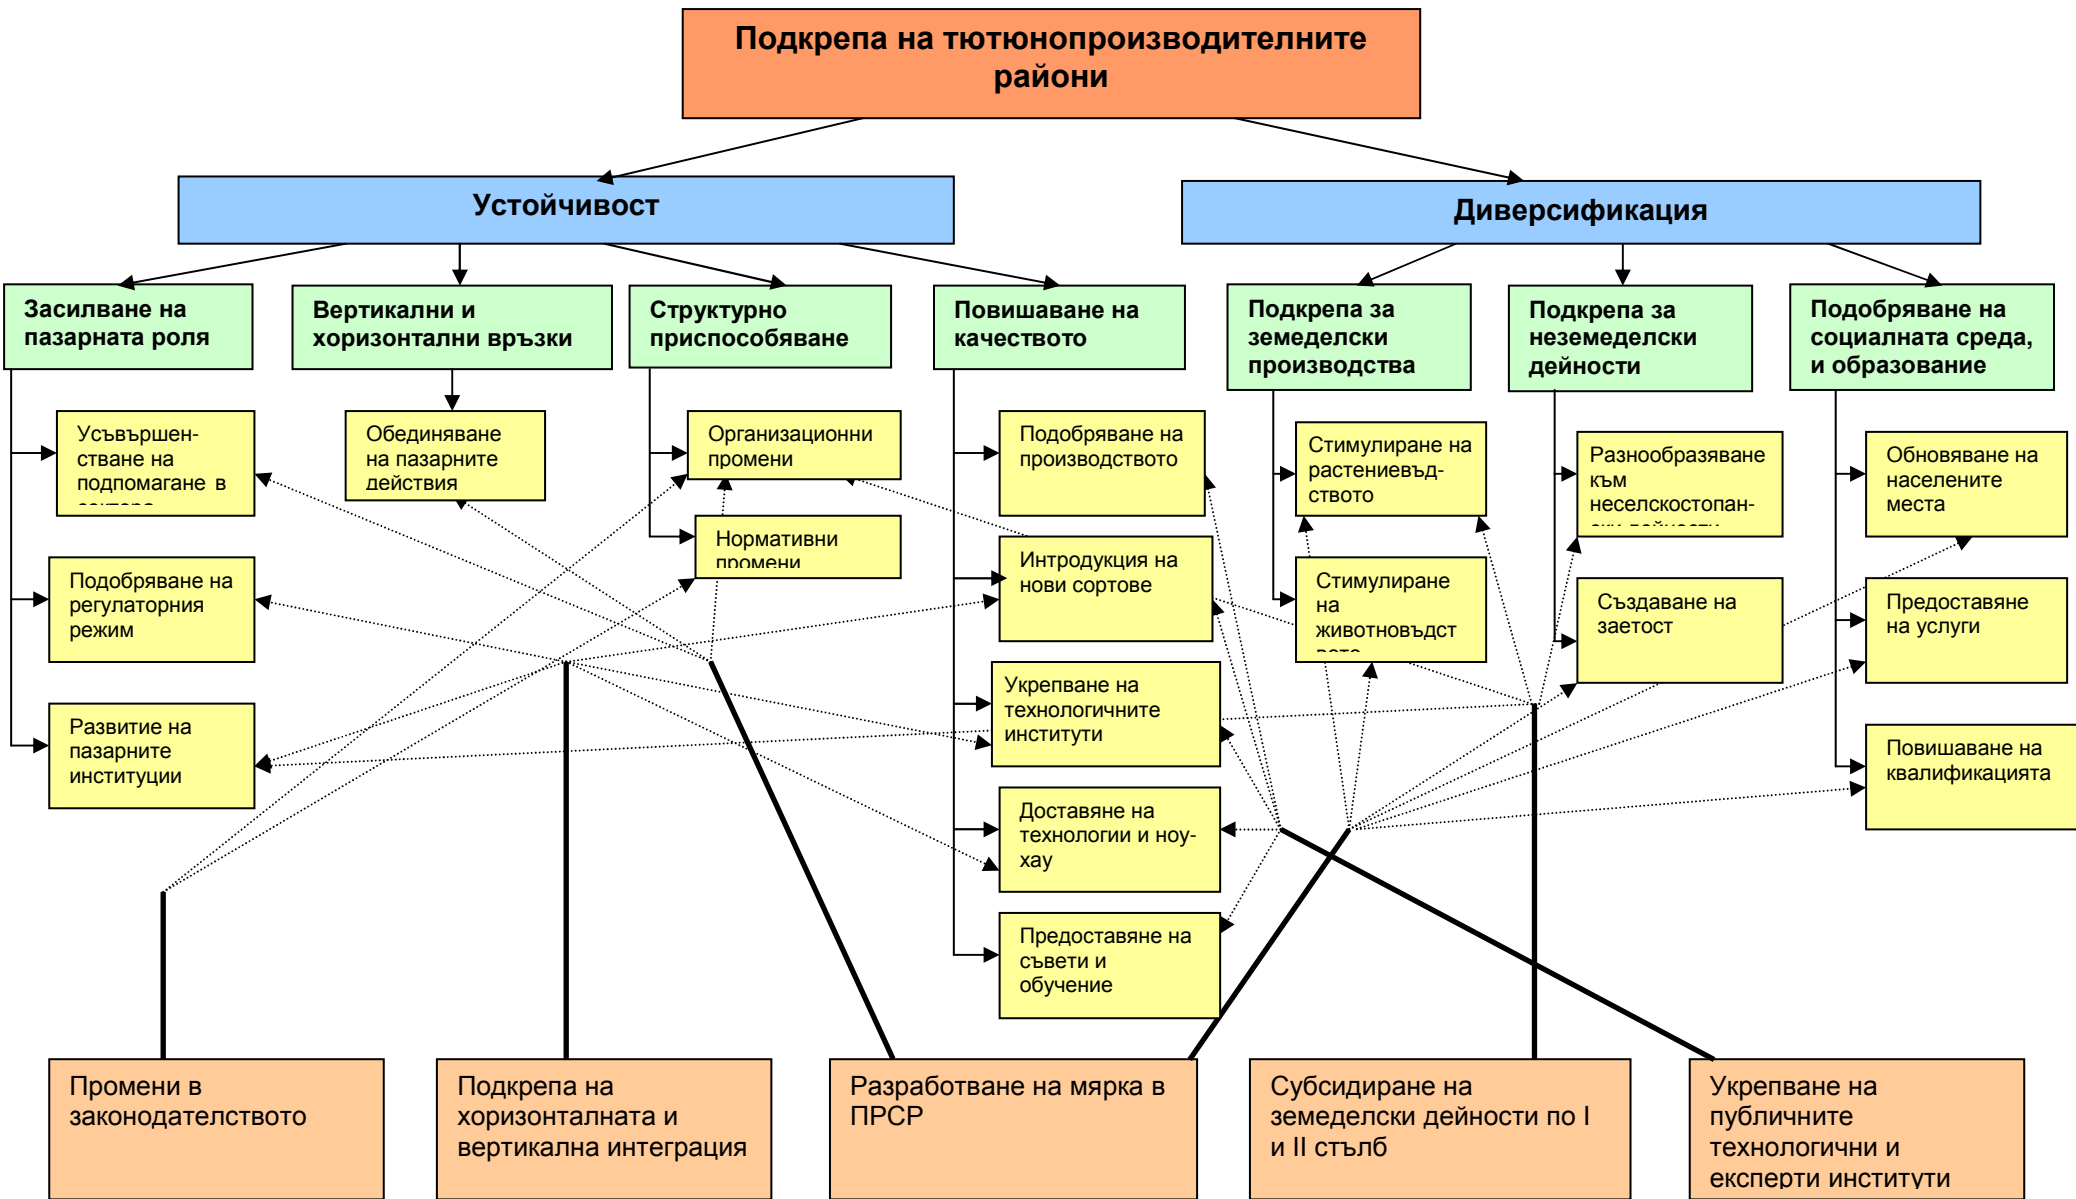 Подкрепа на тютюнопроизводителните
райони
Устойчивост
Диверсификация
Засилване на
пазарната роля
Вертикални и
хоризонтални връзки
Структурно
приспособяване
Повишаване на
качеството
Подкрепа за
земеделски
производства
Подкрепа за
неземеделски
дейности
Подобряване на
социалната среда,
и образование
Усъвършен-
стване на
подпомагане в
сектора
Подобряване на
регулаторния
режим
Развитие на
пазарните
институции
Обединяване
на пазарните
действия
Организационни
промени
Нормативни
промени
Подобряване на
производството
Интродукция на
нови сортове
Укрепване на
технологичните
институти
Доставяне на
технологии и ноу-
хау
Предоставяне на
съвети и
обучение
Стимулиране на
растениевъд-
ството
Стимулиране
на
животновъдст
вото
Разнообразяване
към
неселскостопан-
ски дейности
Създаване на
заетост
Обновяване на
населените
места
Предоставяне
на услуги
Повишаване на
квалификацията
Промени в
законодателството
Подкрепа на
хоризонталната и
вертикална интеграция
Разработване на мярка в
ПРСР
Субсидиране на
земеделски дейности по I
и II стълб
Укрепване на
публичните
технологични и
експерти институти